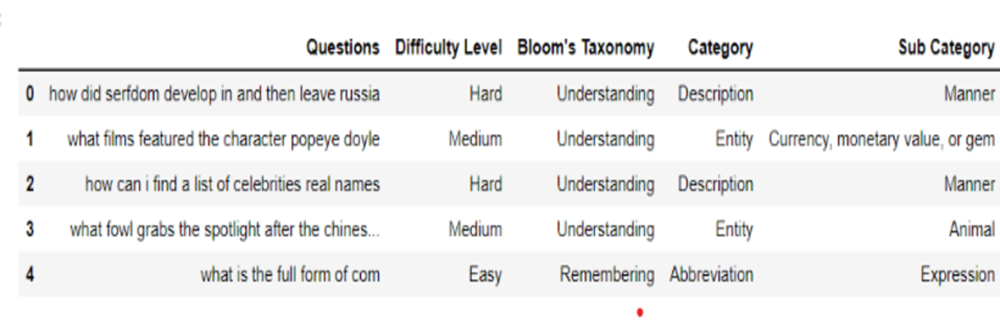 Questions Difficulty Level Bloom's Taxonomy Category Sub Category
0 how did serfdom develop in and then leave russia Hard Understanding Description Manner
1 what films featured the character popeye doyle Medium Understanding Entity Currency, monetary value, or gem
2 how can i find a list of celebrities real names Hard Understanding Description Manner
3 what fowl grabs the spotlight after the chines... Medium Understanding Entity Animal
4 what is the full form of com Easy Remembering Abbreviation Expression